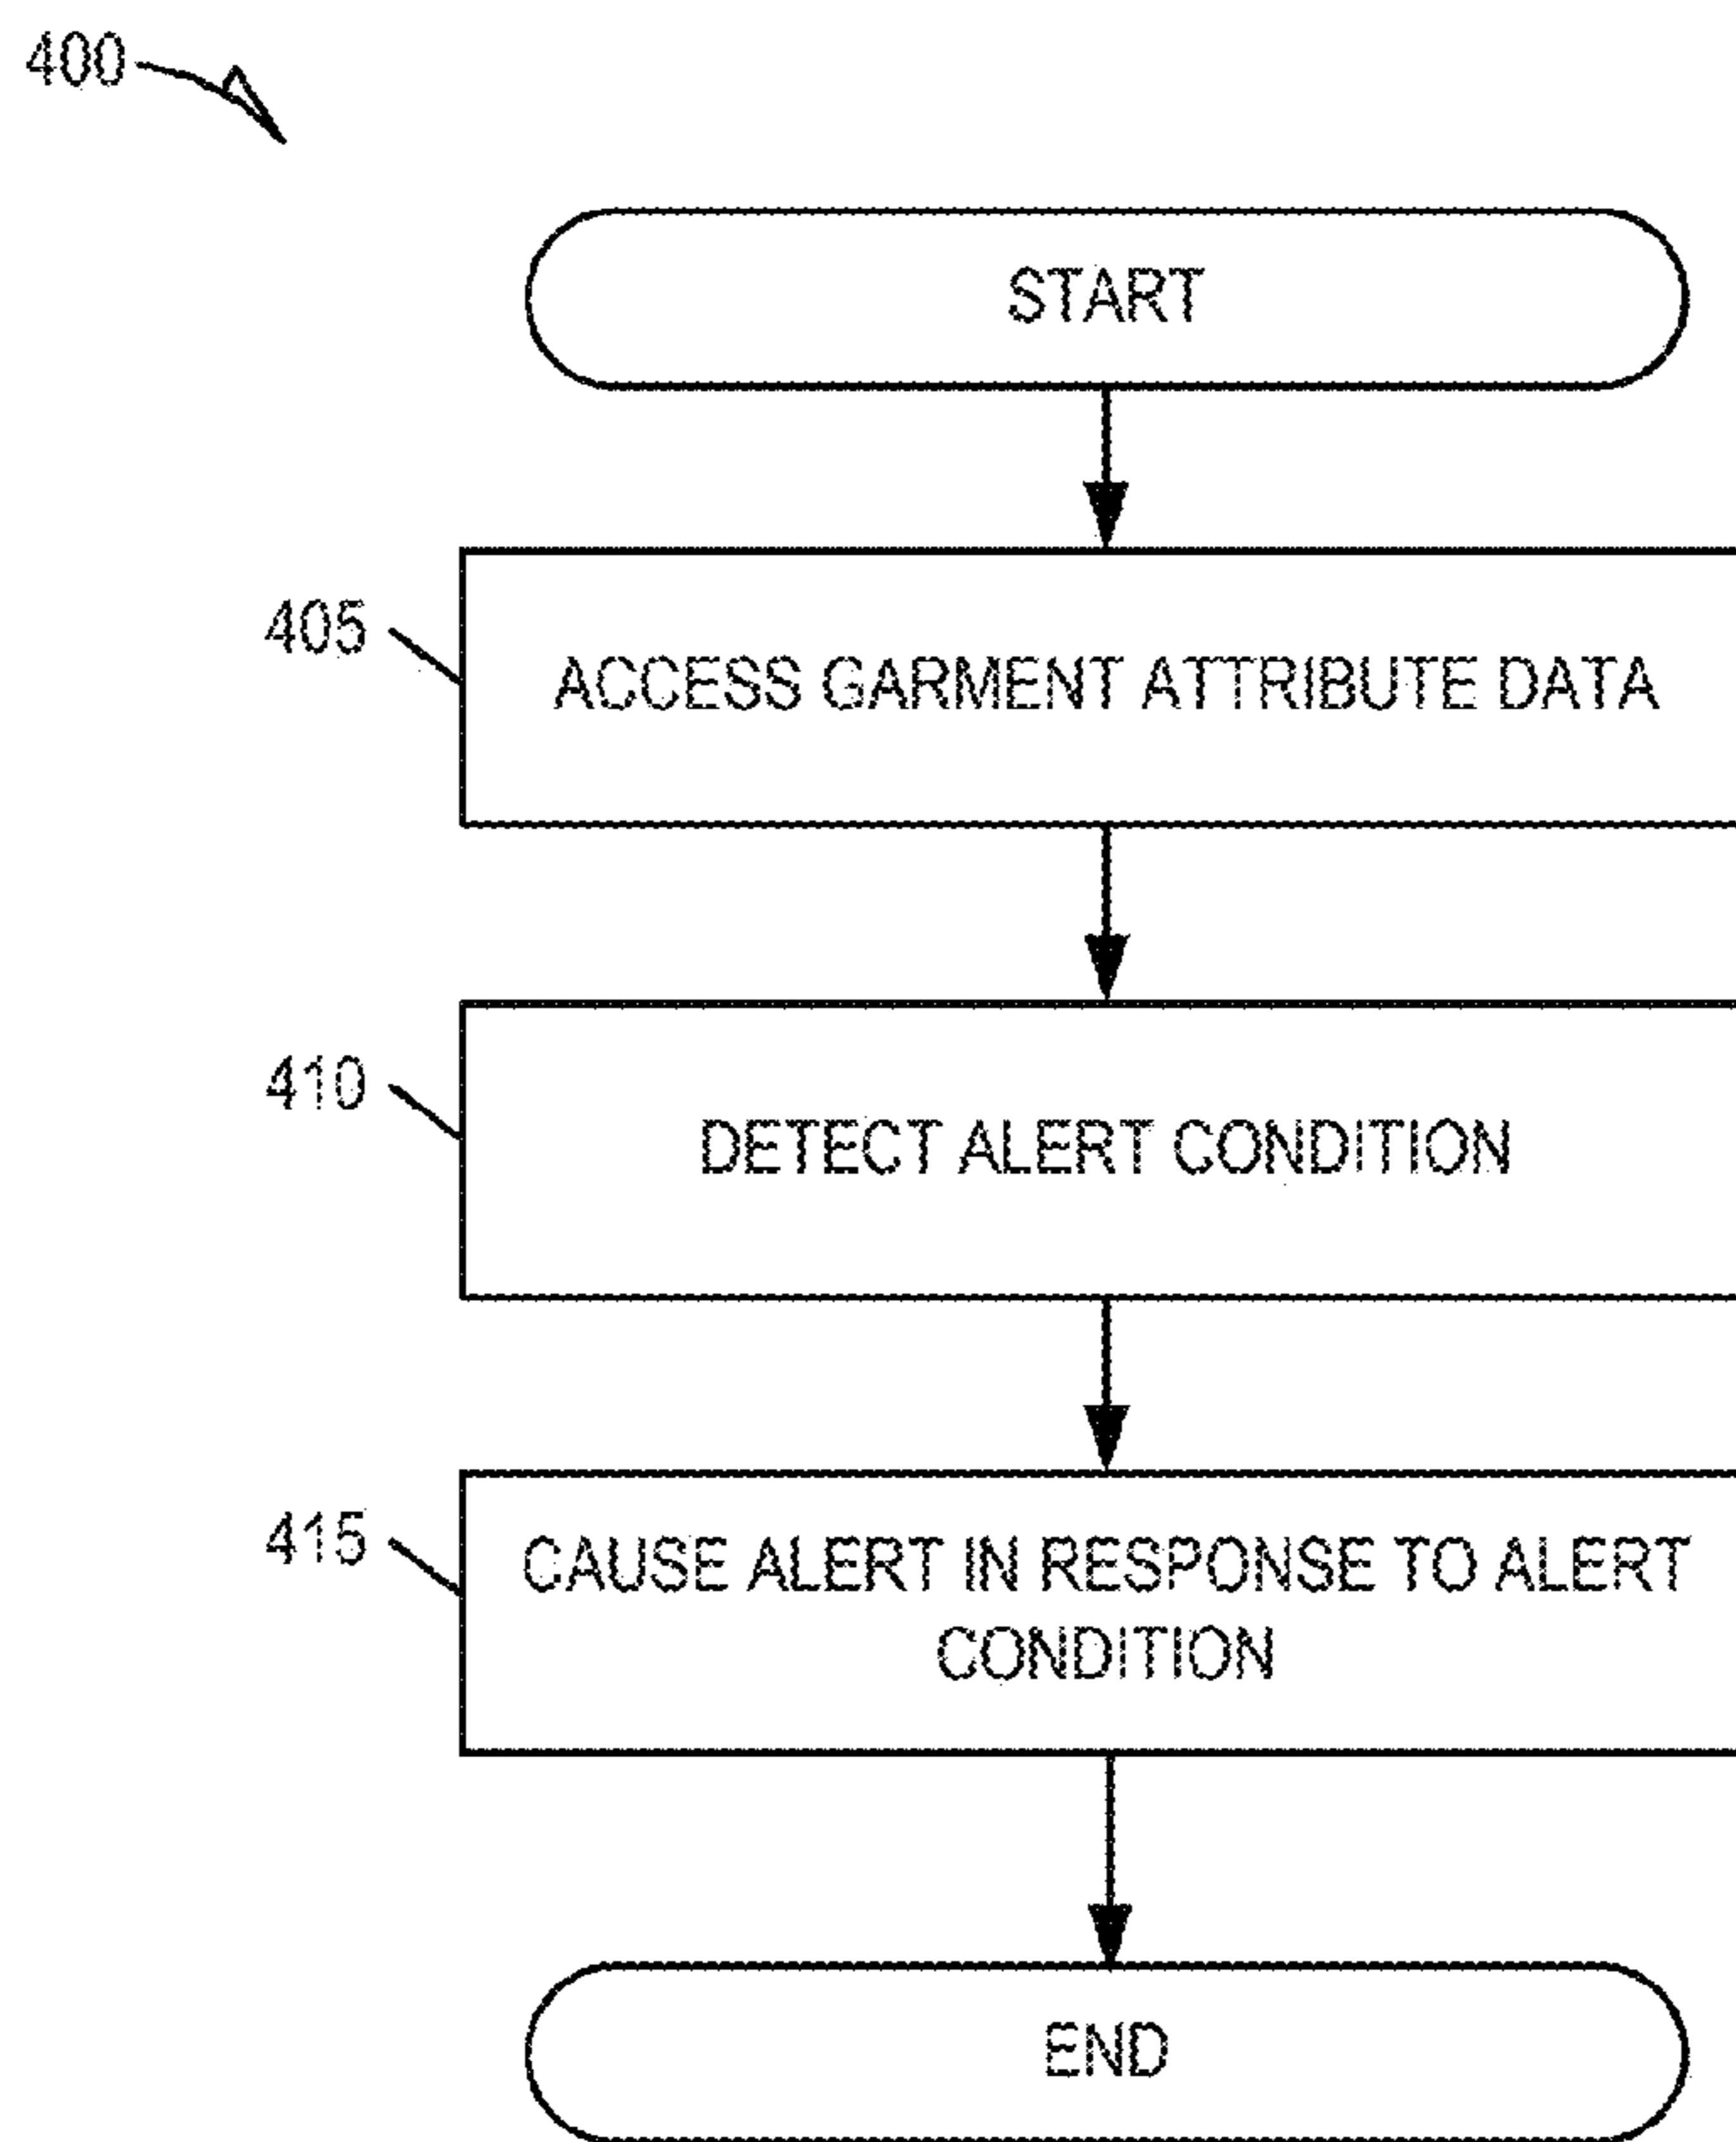 400
START
405
ACCESS GARMENT ATTRIBUTE DATA
410
DETECT ALERT CONDITION
415
CAUSE ALERT IN RESPONSE TO ALERT
CONDITION
END